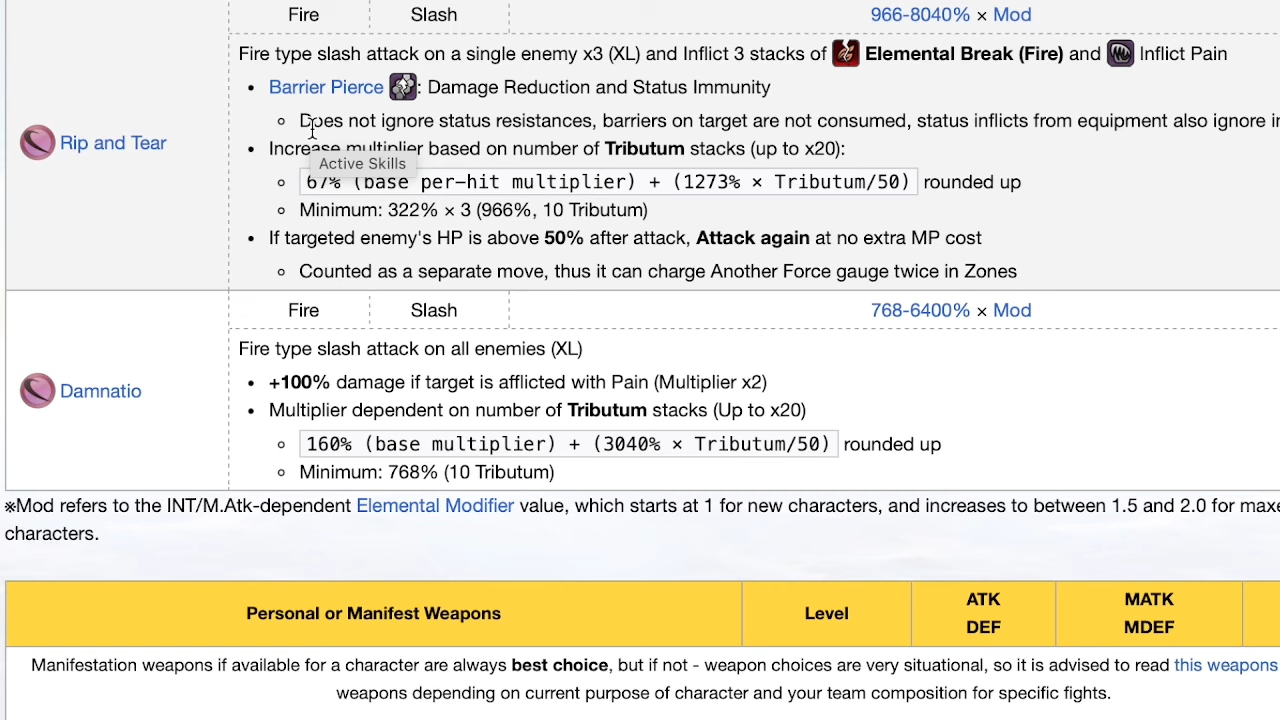 Fire Slash 966-8040% × Mod
Fire type slash attack on a single enemy x3 (XL) and Inflict 3 stacks of Elemental Break (Fire) and Inflict Pain
• Barrier Pierce : Damage Reduction and Status Immunity
Does not ignore status resistances, barriers on target are not consumed, status inflicts from equipment also ignore
Rip and Tear
• Increase multiplier based on number of Tributum stacks (up to x20):
Active Skills
67% (base per-hit multiplier) + (1273% × Tributum/50) rounded up
Minimum: 322% × 3 (966%, 10 Tributum)
• If targeted enemy's HP is above 50% after attack, Attack again at no extra MP cost
Counted as a separate move, thus it can charge Another Force gauge twice in Zones
Fire Slash 768-6400% × Mod
Fire type slash attack on all enemies (XL)
• +100% damage if target is afflicted with Pain (Multiplier x2)
Damnatio
• Multiplier dependent on number of Tributum stacks (Up to x20)
160% (base multiplier) + (3040% × Tributum/50) rounded up
Minimum: 768% (10 Tributum)
※Mod refers to the INT/M.Atk-dependent Elemental Modifier value, which starts at 1 for new characters, and increases to between 1.5 and 2.0 for
characters.
Personal or Manifest Weapons Level ATK MATK
DEF MDEF
Manifestation weapons if available for a character are always best choice, but if not - weapon choices are very situational, so it is advised to read this weapons
weapons depending on current purpose of character and your team composition for specific fights.